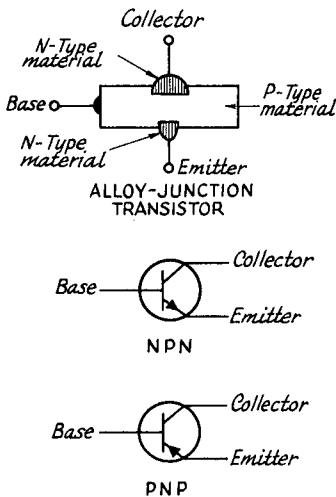 Collector
N-Type
material
P-Type
material
Base
N-Type
material
Emitter
ALLOY-JUNCTION
TRANSISTOR
Collector
Base
Emitter
NPN
Collector
Base
Emitter
PNP